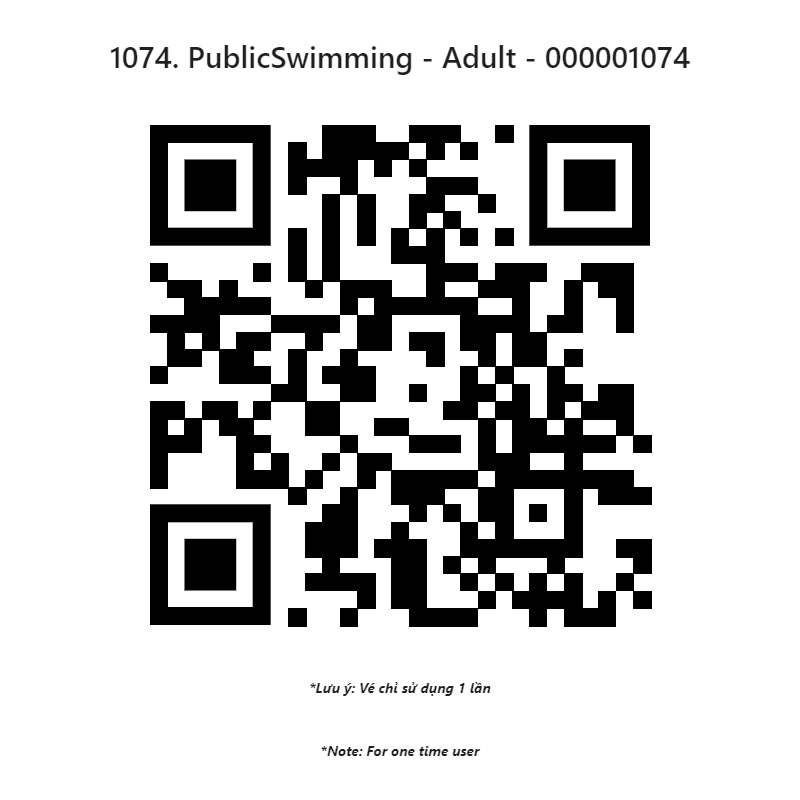 1074. PublicSwimming - Adult - 000001074
*Lưu ý: Vé chỉ sử dụng 1 lần
*Note: For one time user